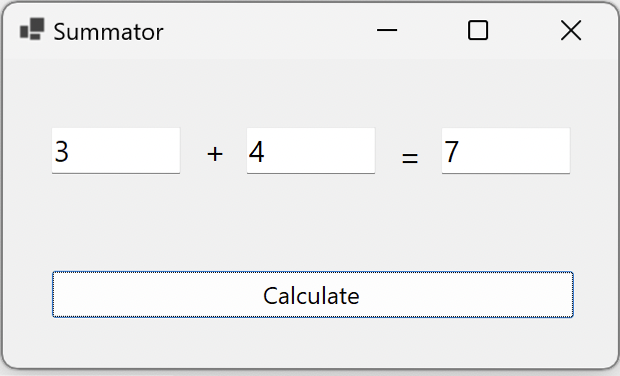 Summator
3 + 4 = 7
Calculate